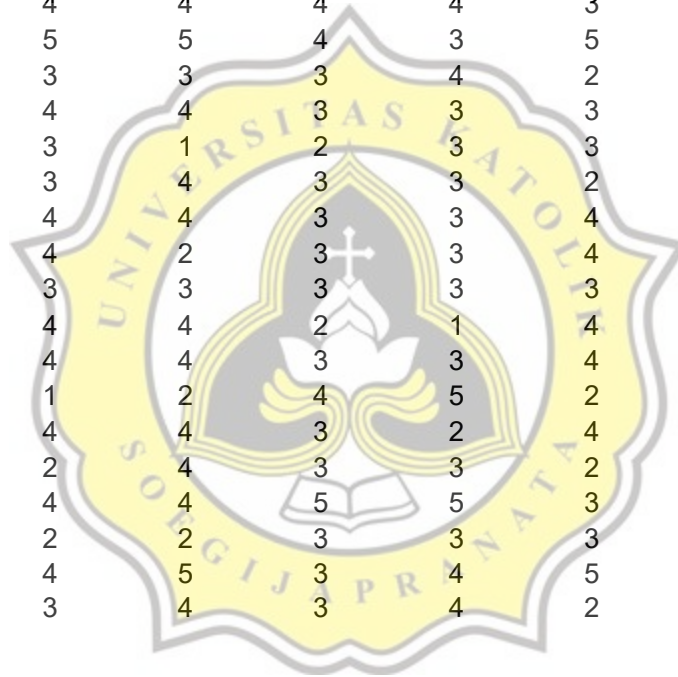 4 4 4 4 3
5 5 4 3 5
3 3 3 4 2
4 4 3 3 3
3 1 2 3 3
3 4 3 3 2
4 4 3 3 4
4 2 3 3 4
3 3 3 3 3
4 4 2 1 4
4 4 3 3 4
1 2 4 5 2
4 4 3 2 4
2 4 3 3 2
4 4 5 5 3
2 2 3 3 3
4 5 3 4 5
3 4 3 4 2
UNIVERSITAS KATOLIK
SOEGIJAPRANATA